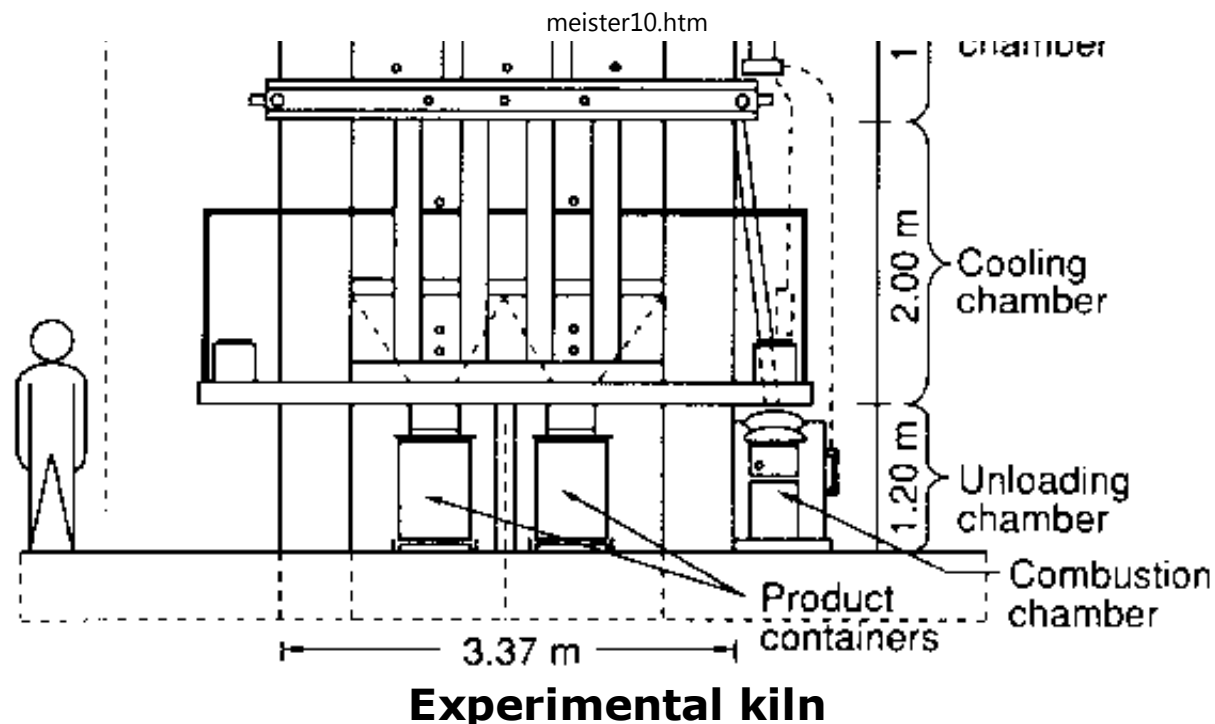 meister10.htm
chamber
1
2.00 m
Cooling
chamber
1.20 m
Unloading
chamber
Combustion
chamber
Product
containers
3.37 m
Experimental kiln